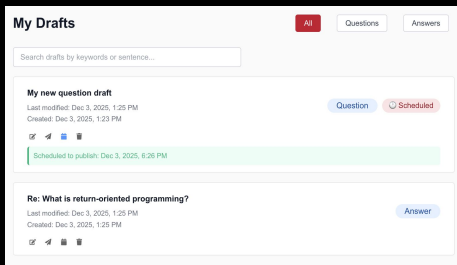 My Drafts
All
Questions
Answers
Search drafts by keywords or sentence...
My new question draft
Last modified: Dec 3, 2025, 1:25 PM
Created: Dec 3, 2025, 1:23 PM
Question
Scheduled
Scheduled to publish: Dec 3, 2025, 6:26 PM
Re: What is return-oriented programming?
Last modified: Dec 3, 2025, 1:25 PM
Created: Dec 3, 2025, 1:25 PM
Answer